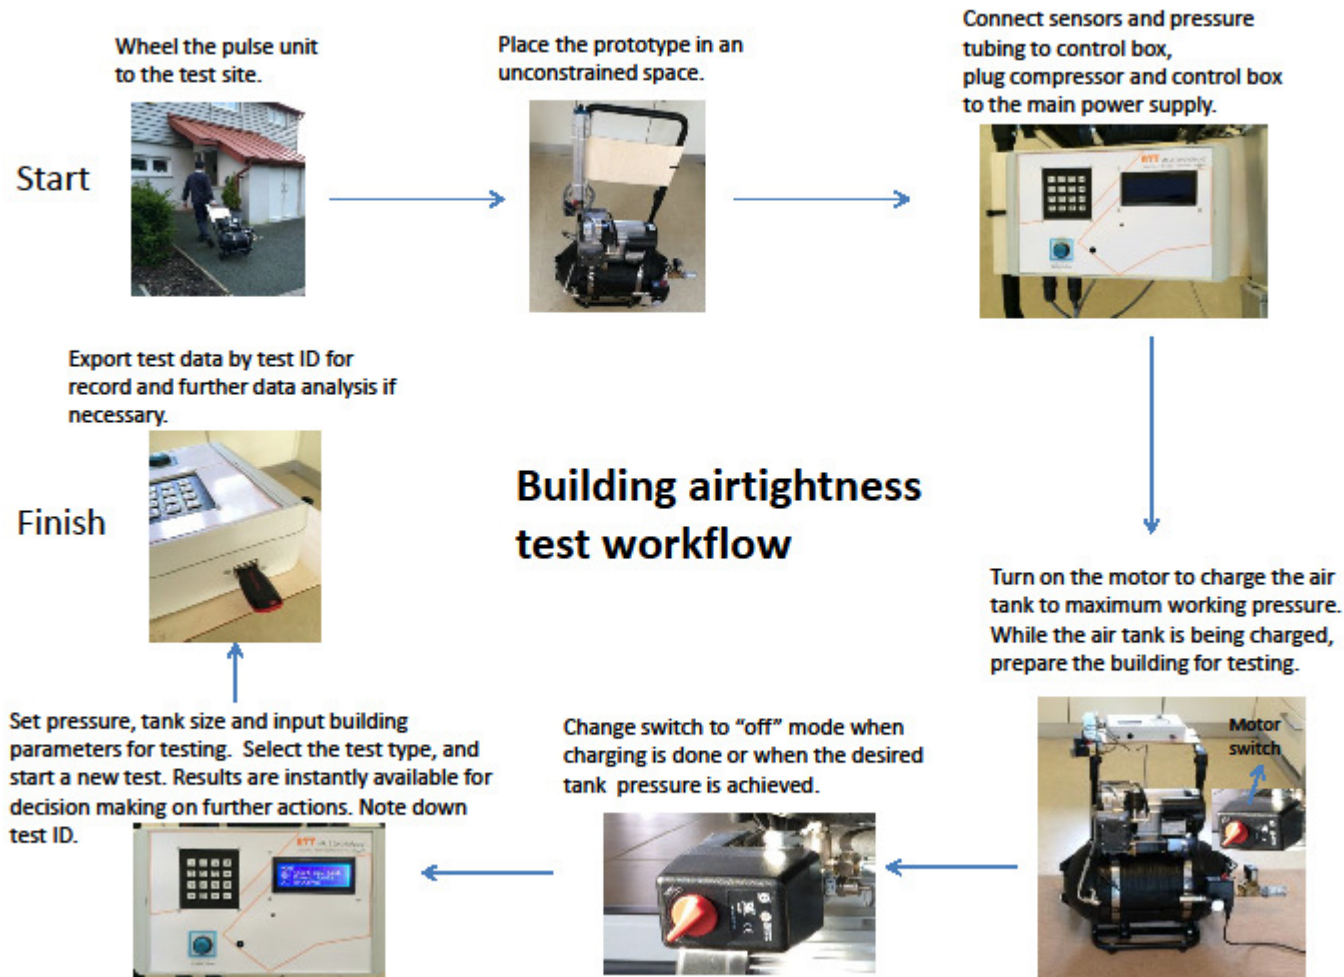 Wheel the pulse unit
to the test site.
Place the prototype in an
unconstrained space.
Connect sensors and pressure
tubing to control box,
plug compressor and control box
to the main power supply.
Start
Export test data by test ID for
record and further data analysis if
necessary.
Finish
Building airtightness
test workflow
Turn on the motor to charge the air
tank to maximum working pressure.
While the air tank is being charged,
prepare the building for testing.
Motor
switch
Change switch to “off” mode when
charging is done or when the desired
tank pressure is achieved.
Set pressure, tank size and input building
parameters for testing. Select the test type, and
start a new test. Results are instantly available for
decision making on further actions. Note down
test ID.